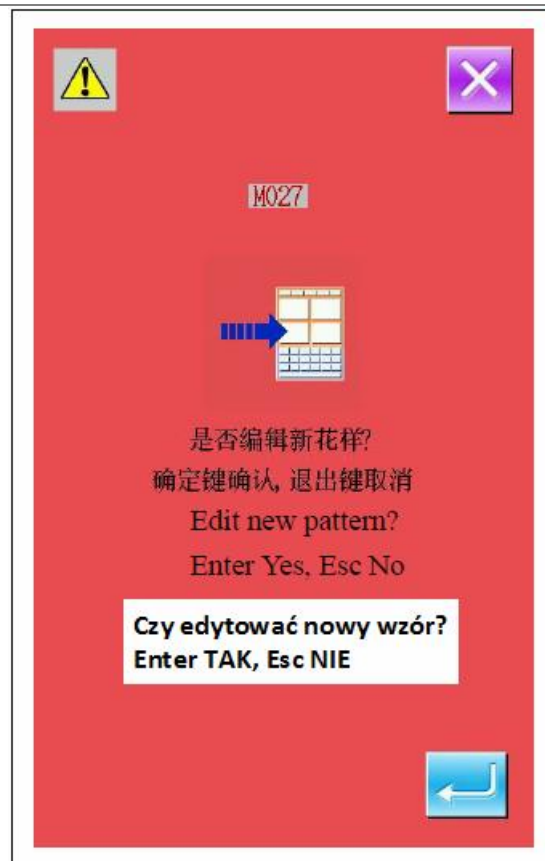 M027
是否编辑新花样?
确定键确认, 退出键取消
Edit new pattern?
Enter Yes, Esc No
Czy edytować nowy wzór?
Enter TAK, Esc NIE